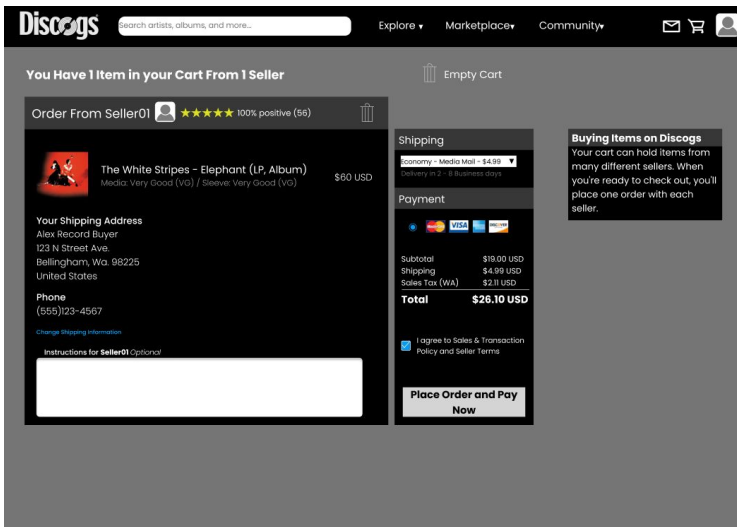 Discogs
Search artists, albums, and more...
Explore ▾
Marketplace▾
Community▾
You Have 1 Item in your Cart From 1 Seller
Empty Cart
Order From Seller01
★★★★★ 100% positive (56)
The White Stripes - Elephant (LP, Album)
Media: Very Good (VG) / Sleeve: Very Good (VG)
$60 USD
Your Shipping Address
Alex Record Buyer
123 N Street Ave.
Bellingham, Wa. 98225
United States
Phone
(555)123-4567
Change Shipping Information
Instructions for Seller01 Optional
Shipping
Economy - Media Mail - $4.99 ▼
Delivery in 2 - 8 Business days
Payment
VISA
Subtotal $19.00 USD
Shipping $4.99 USD
Sales Tax (WA) $2.11 USD
Total $26.10 USD
I agree to Sales & Transaction
Policy and Seller Terms
Place Order and Pay
Now
Buying Items on Discogs
Your cart can hold items from
many different sellers. When
you're ready to check out, you'll
place one order with each
seller.